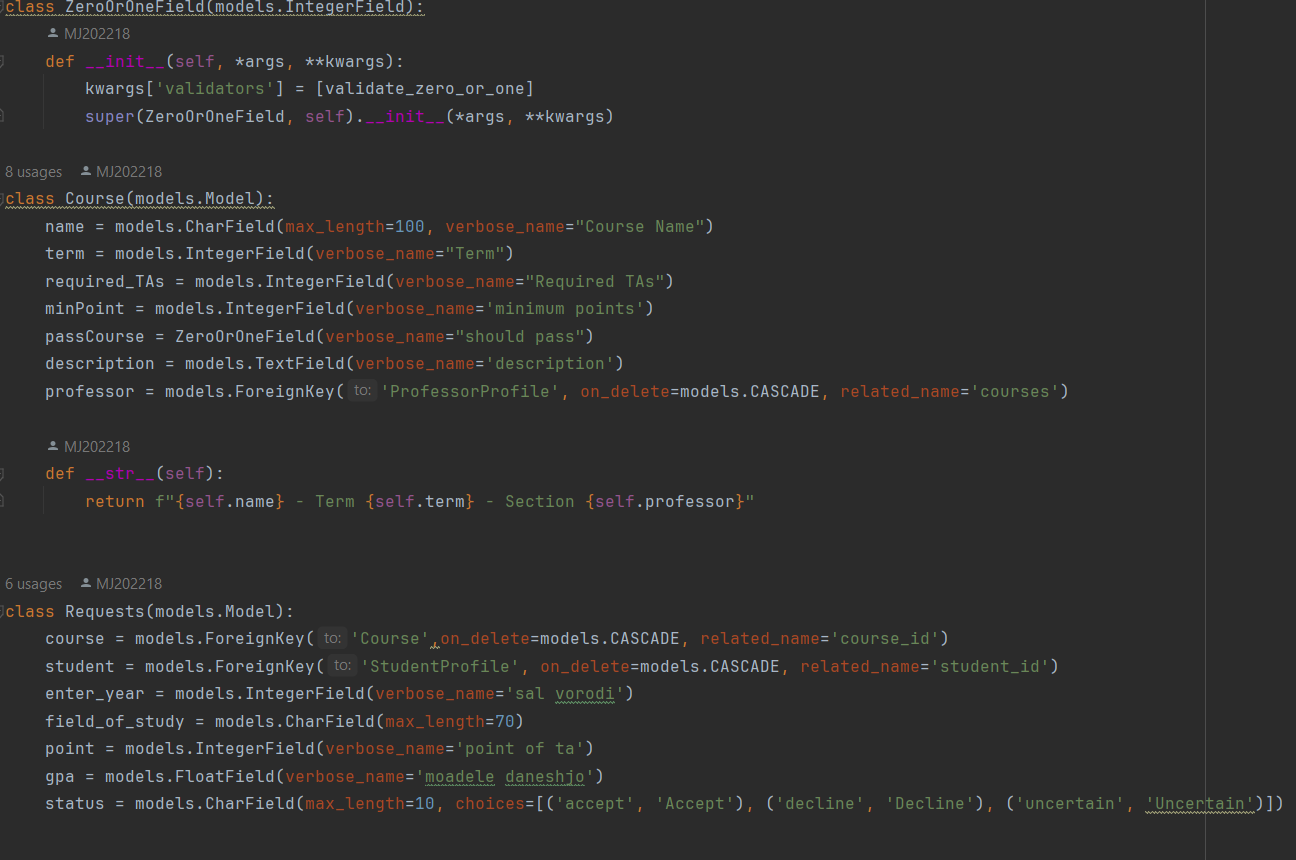 class ZeroOrOneField(models.IntegerField):
MJ202218
    def __init__(self, *args, **kwargs):
        kwargs['validators'] = [validate_zero_or_one]
        super(ZeroOrOneField, self).__init__(*args, **kwargs)
8 usages MJ202218
class Course(models.Model):
    name = models.CharField(max_length=100, verbose_name="Course Name")
    term = models.IntegerField(verbose_name="Term")
    required_TAs = models.IntegerField(verbose_name="Required TAs")
    minPoint = models.IntegerField(verbose_name='minimum points')
    passCourse = ZeroOrOneField(verbose_name="should pass")
    description = models.TextField(verbose_name='description')
    professor = models.ForeignKey( to: 'ProfessorProfile', on_delete=models.CASCADE, related_name='courses')
MJ202218
    def __str__(self):
        return f"{self.name} - Term {self.term} - Section {self.professor}"
6 usages MJ202218
class Requests(models.Model):
    course = models.ForeignKey( to: 'Course',on_delete=models.CASCADE, related_name='course_id')
    student = models.ForeignKey( to: 'StudentProfile', on_delete=models.CASCADE, related_name='student_id')
    enter_year = models.IntegerField(verbose_name='sal vorodi')
    field_of_study = models.CharField(max_length=70)
    point = models.IntegerField(verbose_name='point of ta')
    gpa = models.FloatField(verbose_name='moadele daneshjo')
    status = models.CharField(max_length=10, choices=[('accept', 'Accept'), ('decline', 'Decline'), ('uncertain', 'Uncertain')])